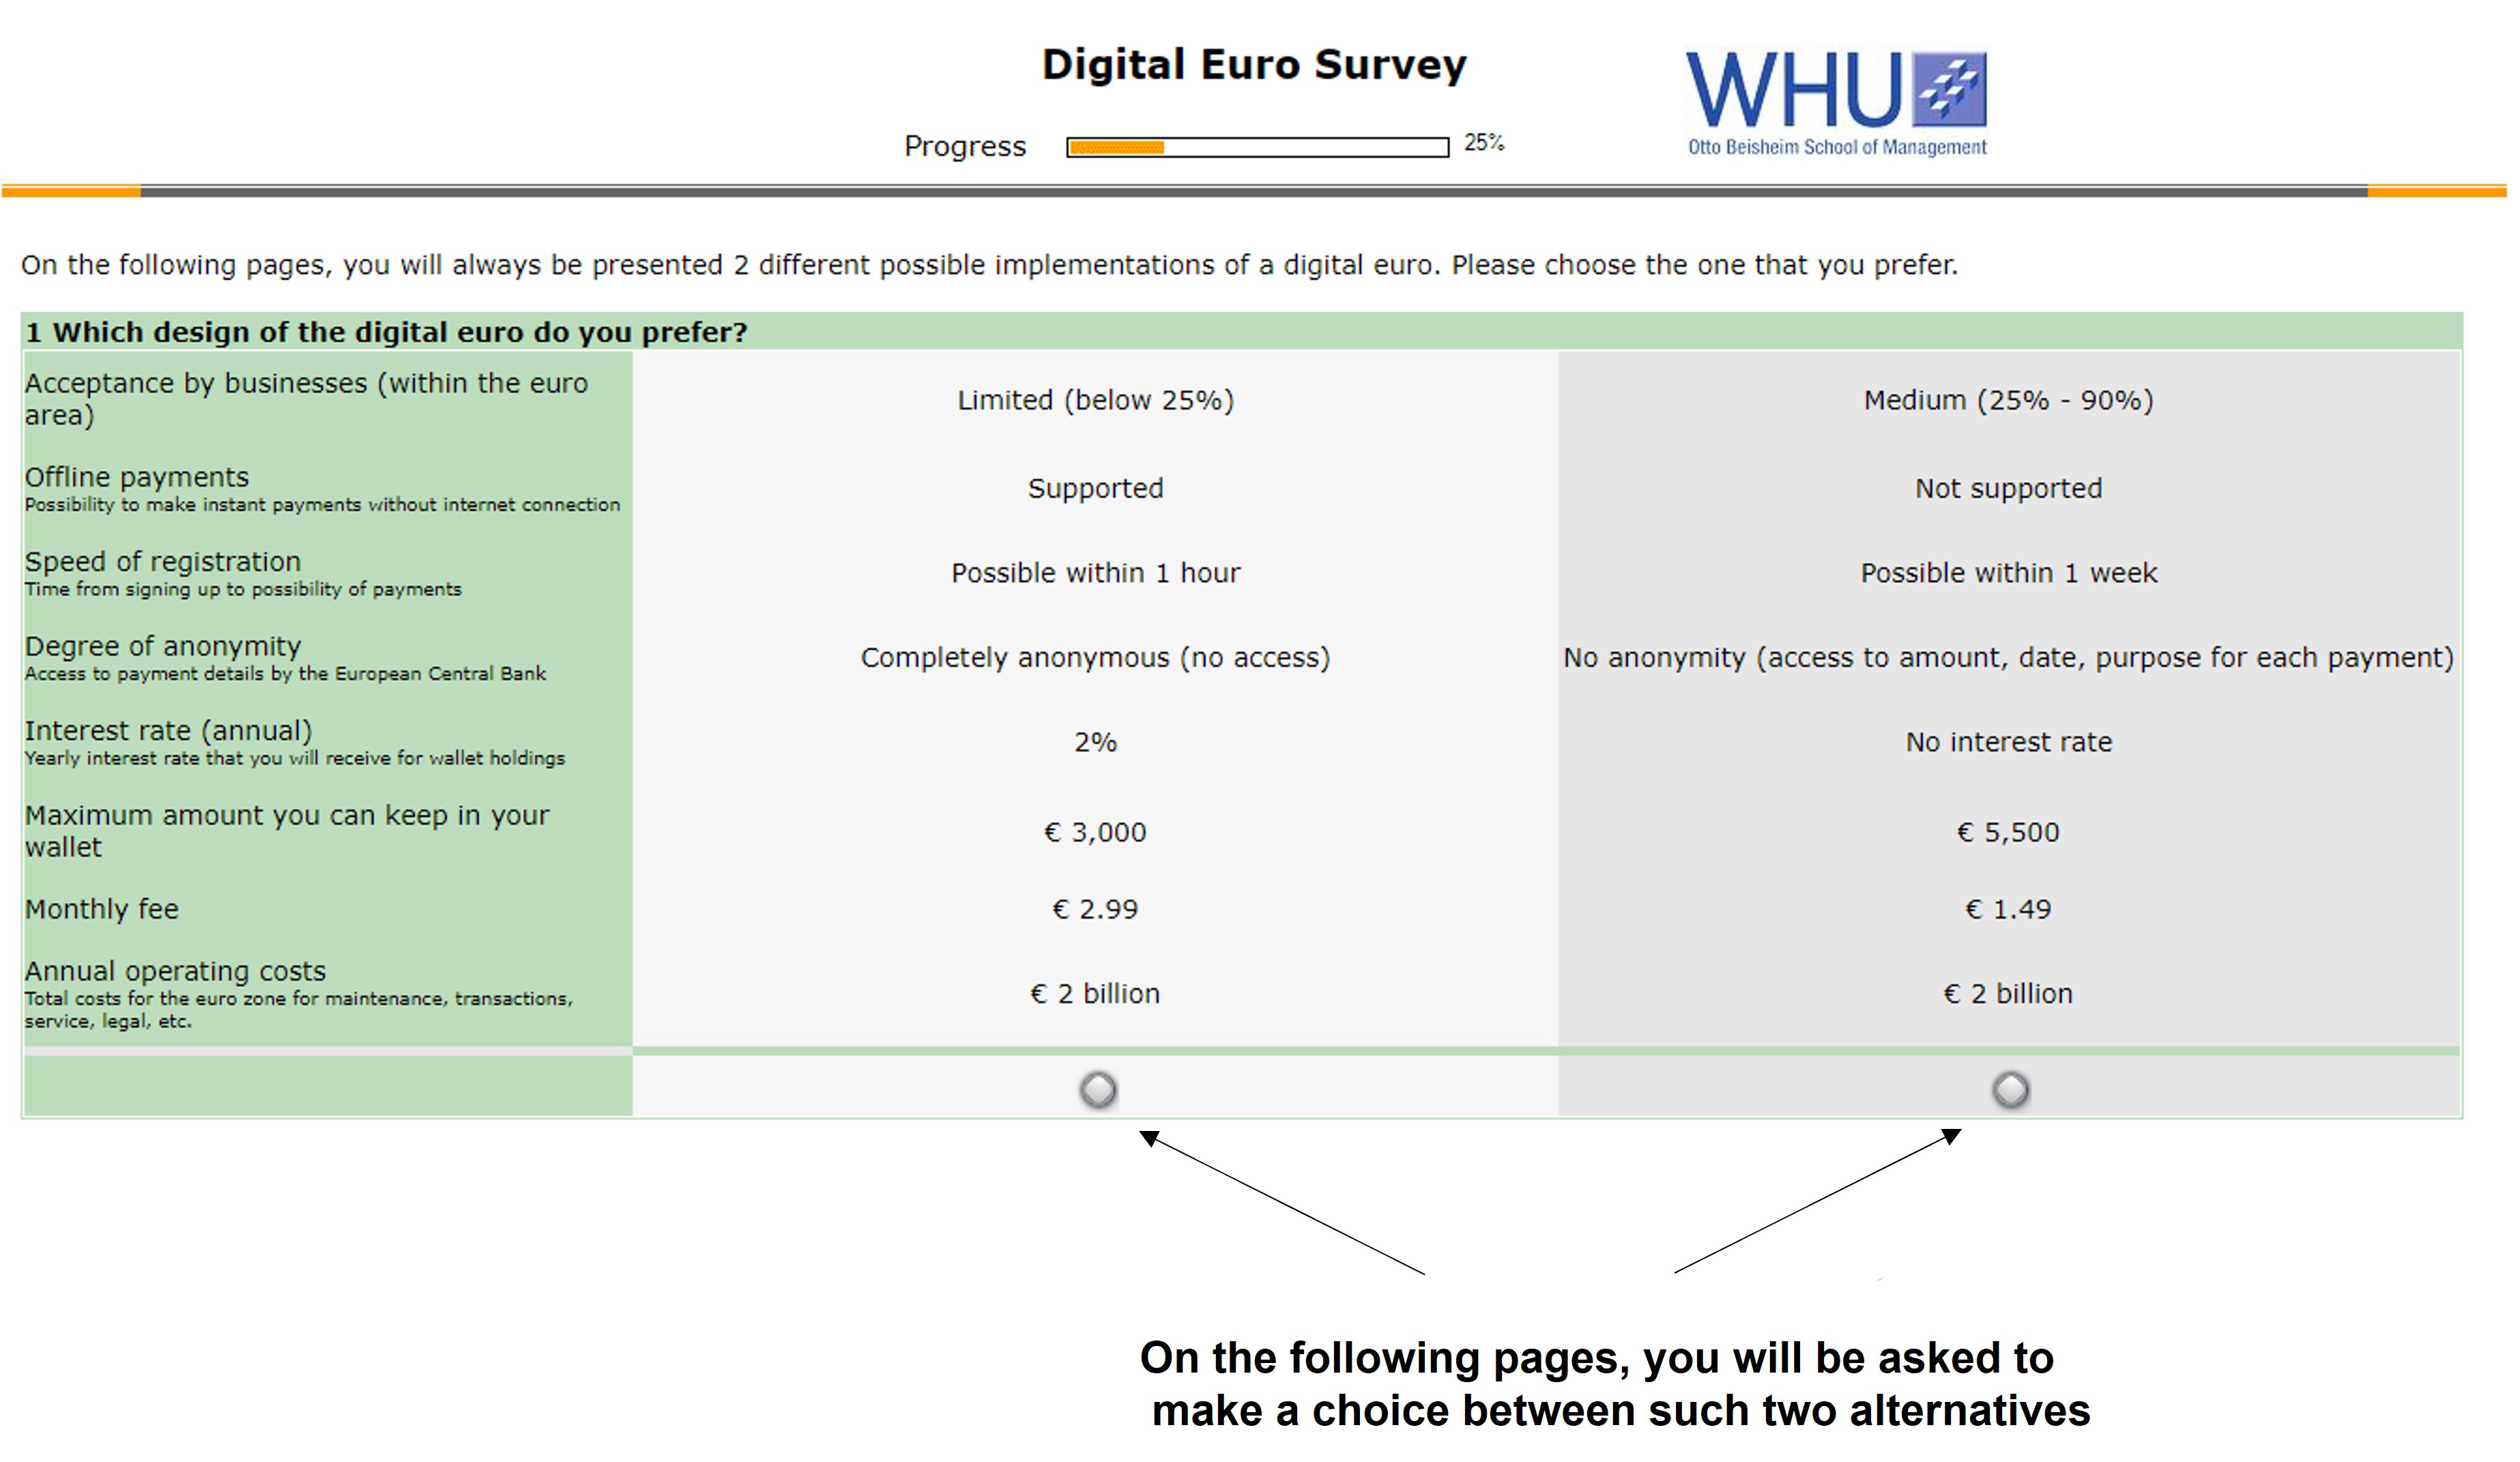 Digital Euro Survey
WHU
Otto Beisheim School of Management
Progress 25%
On the following pages, you will always be presented 2 different possible implementations of a digital euro. Please choose the one that you prefer.
1 Which design of the digital euro do you prefer?
Acceptance by businesses (within the euro
area)
Limited (below 25%)
Medium (25% - 90%)
Offline payments
Possibility to make instant payments without internet connection
Supported
Not supported
Speed of registration
Time from signing up to possibility of payments
Possible within 1 hour
Possible within 1 week
Degree of anonymity
Access to payment details by the European Central Bank
Completely anonymous (no access)
No anonymity (access to amount, date, purpose for each payment)
Interest rate (annual)
Yearly interest rate that you will receive for wallet holdings
2%
No interest rate
Maximum amount you can keep in your
wallet
€ 3,000
€ 5,500
Monthly fee
€ 2.99
€ 1.49
Annual operating costs
Total costs for the euro zone for maintenance, transactions,
service, legal, etc.
€ 2 billion
€ 2 billion
On the following pages, you will be asked to
make a choice between such two alternatives